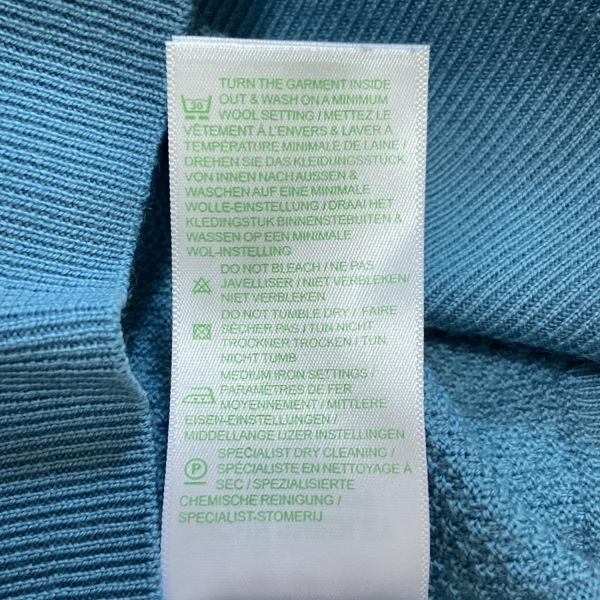 TURN THE GARMENT INSIDE
30 OUT & WASH ON A MINIMUM
WOOL SETTING / METTEZ LE
VÊTEMENT À L'ENVERS & LAVER À
TEMPÉRATURE MINIMALE DE LAINE /
DREHEN SIE DAS KLEIDUNGSSTÜCK
VON INNEN NACH AUSSEN &
WASCHEN AUF EINE MINIMALE
WOLLE-EINSTELLUNG / DRAAI HET
KLEDINGSTUK BINNENSTEBUITEN &
WASSEN OP EEN MINIMALE
WOL-INSTELLING
DO NOT BLEACH / NE PAS
JAVELLISER / NIET VERBLEKEN/
NIET VERBLEKEN
DO NOT TUMBLE DRY / FAIRE
SÉCHER PAS / TUN NICHT
TROCKNER TROCKEN / TUN
NICHT TUMB
MEDIUM IRON SETTINGS /
PARAMÈTRES DE FER
MOYENNEMENT / MITTLERE
EISEN-EINSTELLUNGEN /
MIDDELLANGE IJZER INSTELLINGEN
SPECIALIST DRY CLEANING /
P SPÉCIALISTE EN NETTOYAGE À
SEC / SPEZIALISIERTE
CHEMISCHE REINIGUNG /
SPECIALIST-STOMERIJ